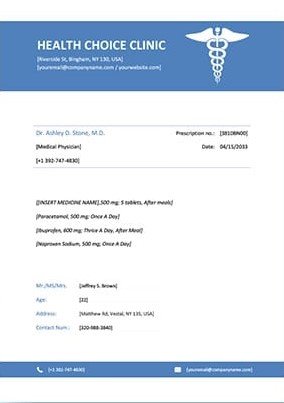 HEALTH CHOICE CLINIC
[Riverside St, Bingham, NY 130, USA]
[youremail@companyname.com / yourwebsite.com]
Dr. Ashley D. Stone, M.D. Prescription no.: [3810BN00]
[Medical Physician] Date: 04/15/2033
[+1 392-747-4830]
[[INSERT MEDICINE NAME],500 mg; 5 tablets, After meals]
[Paracetamol, 500 mg; Once A Day]
[Ibuprofen, 600 mg; Thrice A Day, After Meal]
[Naproxen Sodium, 500 mg; Once A Day]
Mr./MS/Mrs. [Jeffrey S. Brown]
Age: [22]
Address: [Matthew Rd, Vestal, NY 135, USA]
Contact Num.: [320-988-3840]
[+1 392-747-4830] [youremail@companyname.com]